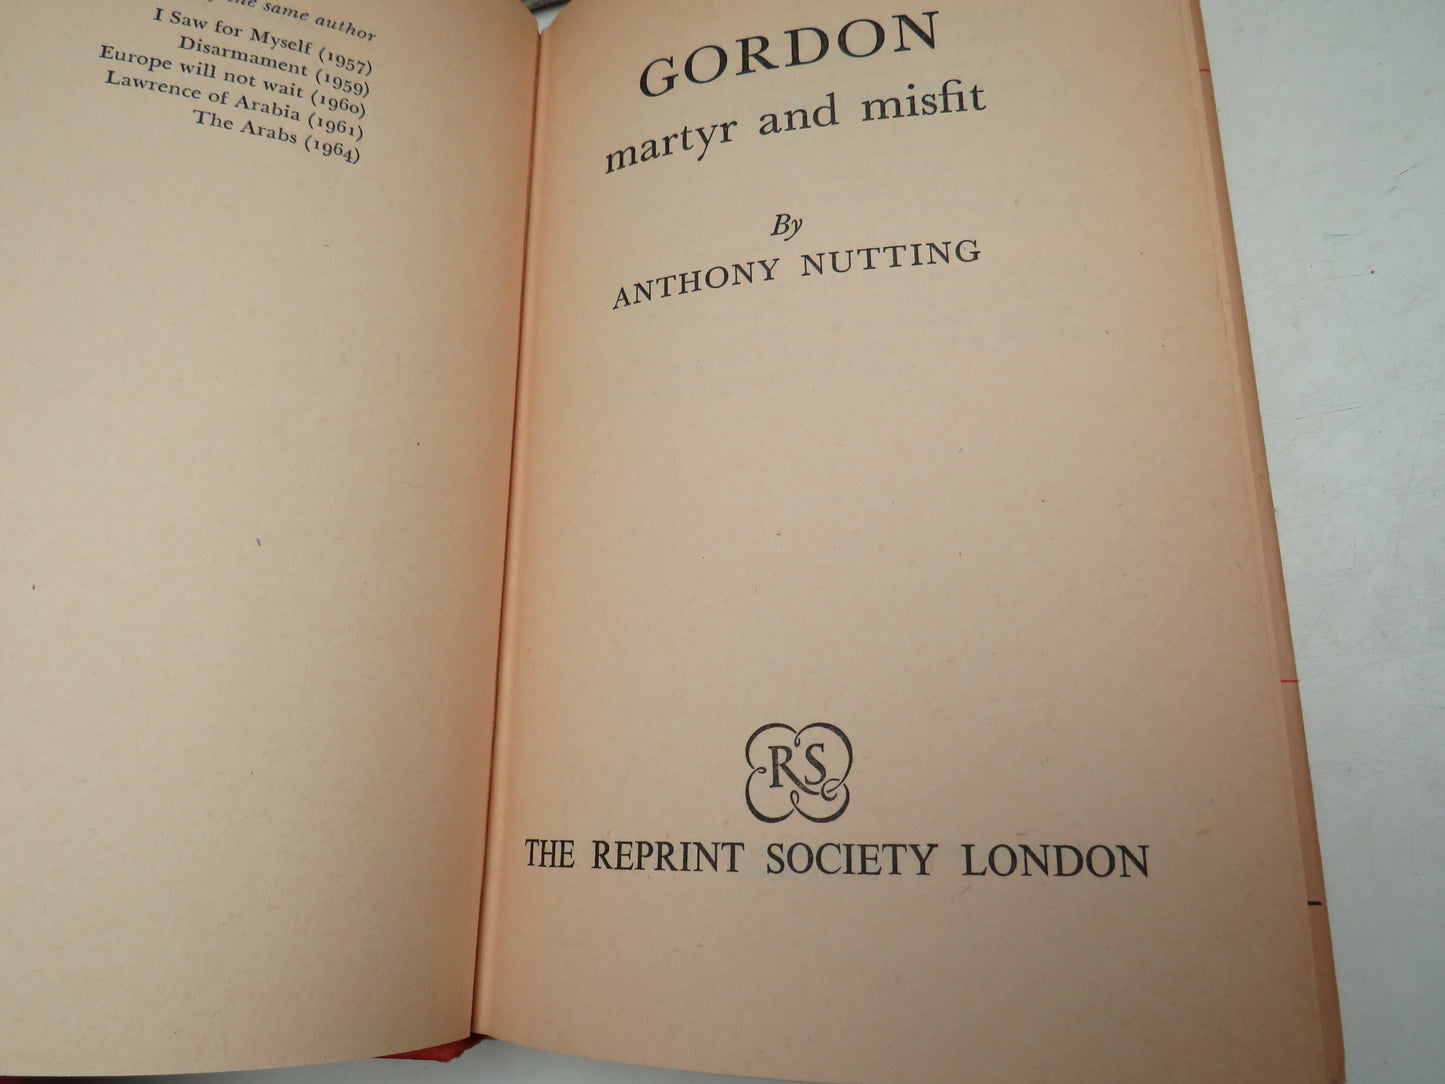 the same author
I Saw for Myself (1957)
Disarmament (1959)
Europe will not wait (1960)
Lawrence of Arabia (1961)
The Arabs (1964)
GORDON
martyr and misfit
By
ANTHONY NUTTING
RS
THE REPRINT SOCIETY LONDON